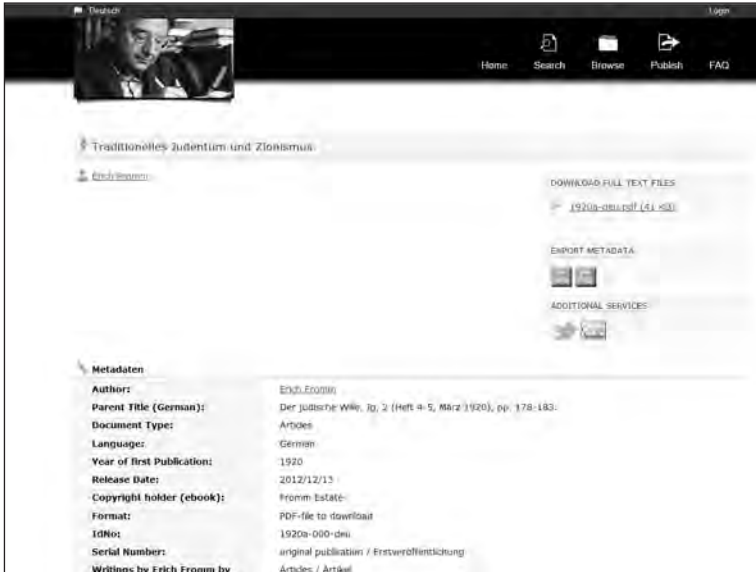 Deutsch Login
Home Search Browse Publish FAQ
Traditionelles Judentum und Zionismus.
Erich Fromm
DOWNLOAD FULL TEXT FILES
1920a-deu.pdf (41 KB)
EXPORT METADATA
ADDITIONAL SERVICES
Metadaten
Author: Erich Fromm
Parent Title (German): Der jüdische Wille, Jg. 2 (Heft 4-5, März 1920), pp. 178-183.
Document Type: Articles
Language: German
Year of first Publication: 1920
Release Date: 2012/12/13
Copyright holder (ebook): Fromm Estate
Format: PDF-file to download
IdNo: 1920a-000-deu
Serial Number: original publication / Erstveröffentlichung
Writings by Erich Fromm by Articles / Artikel